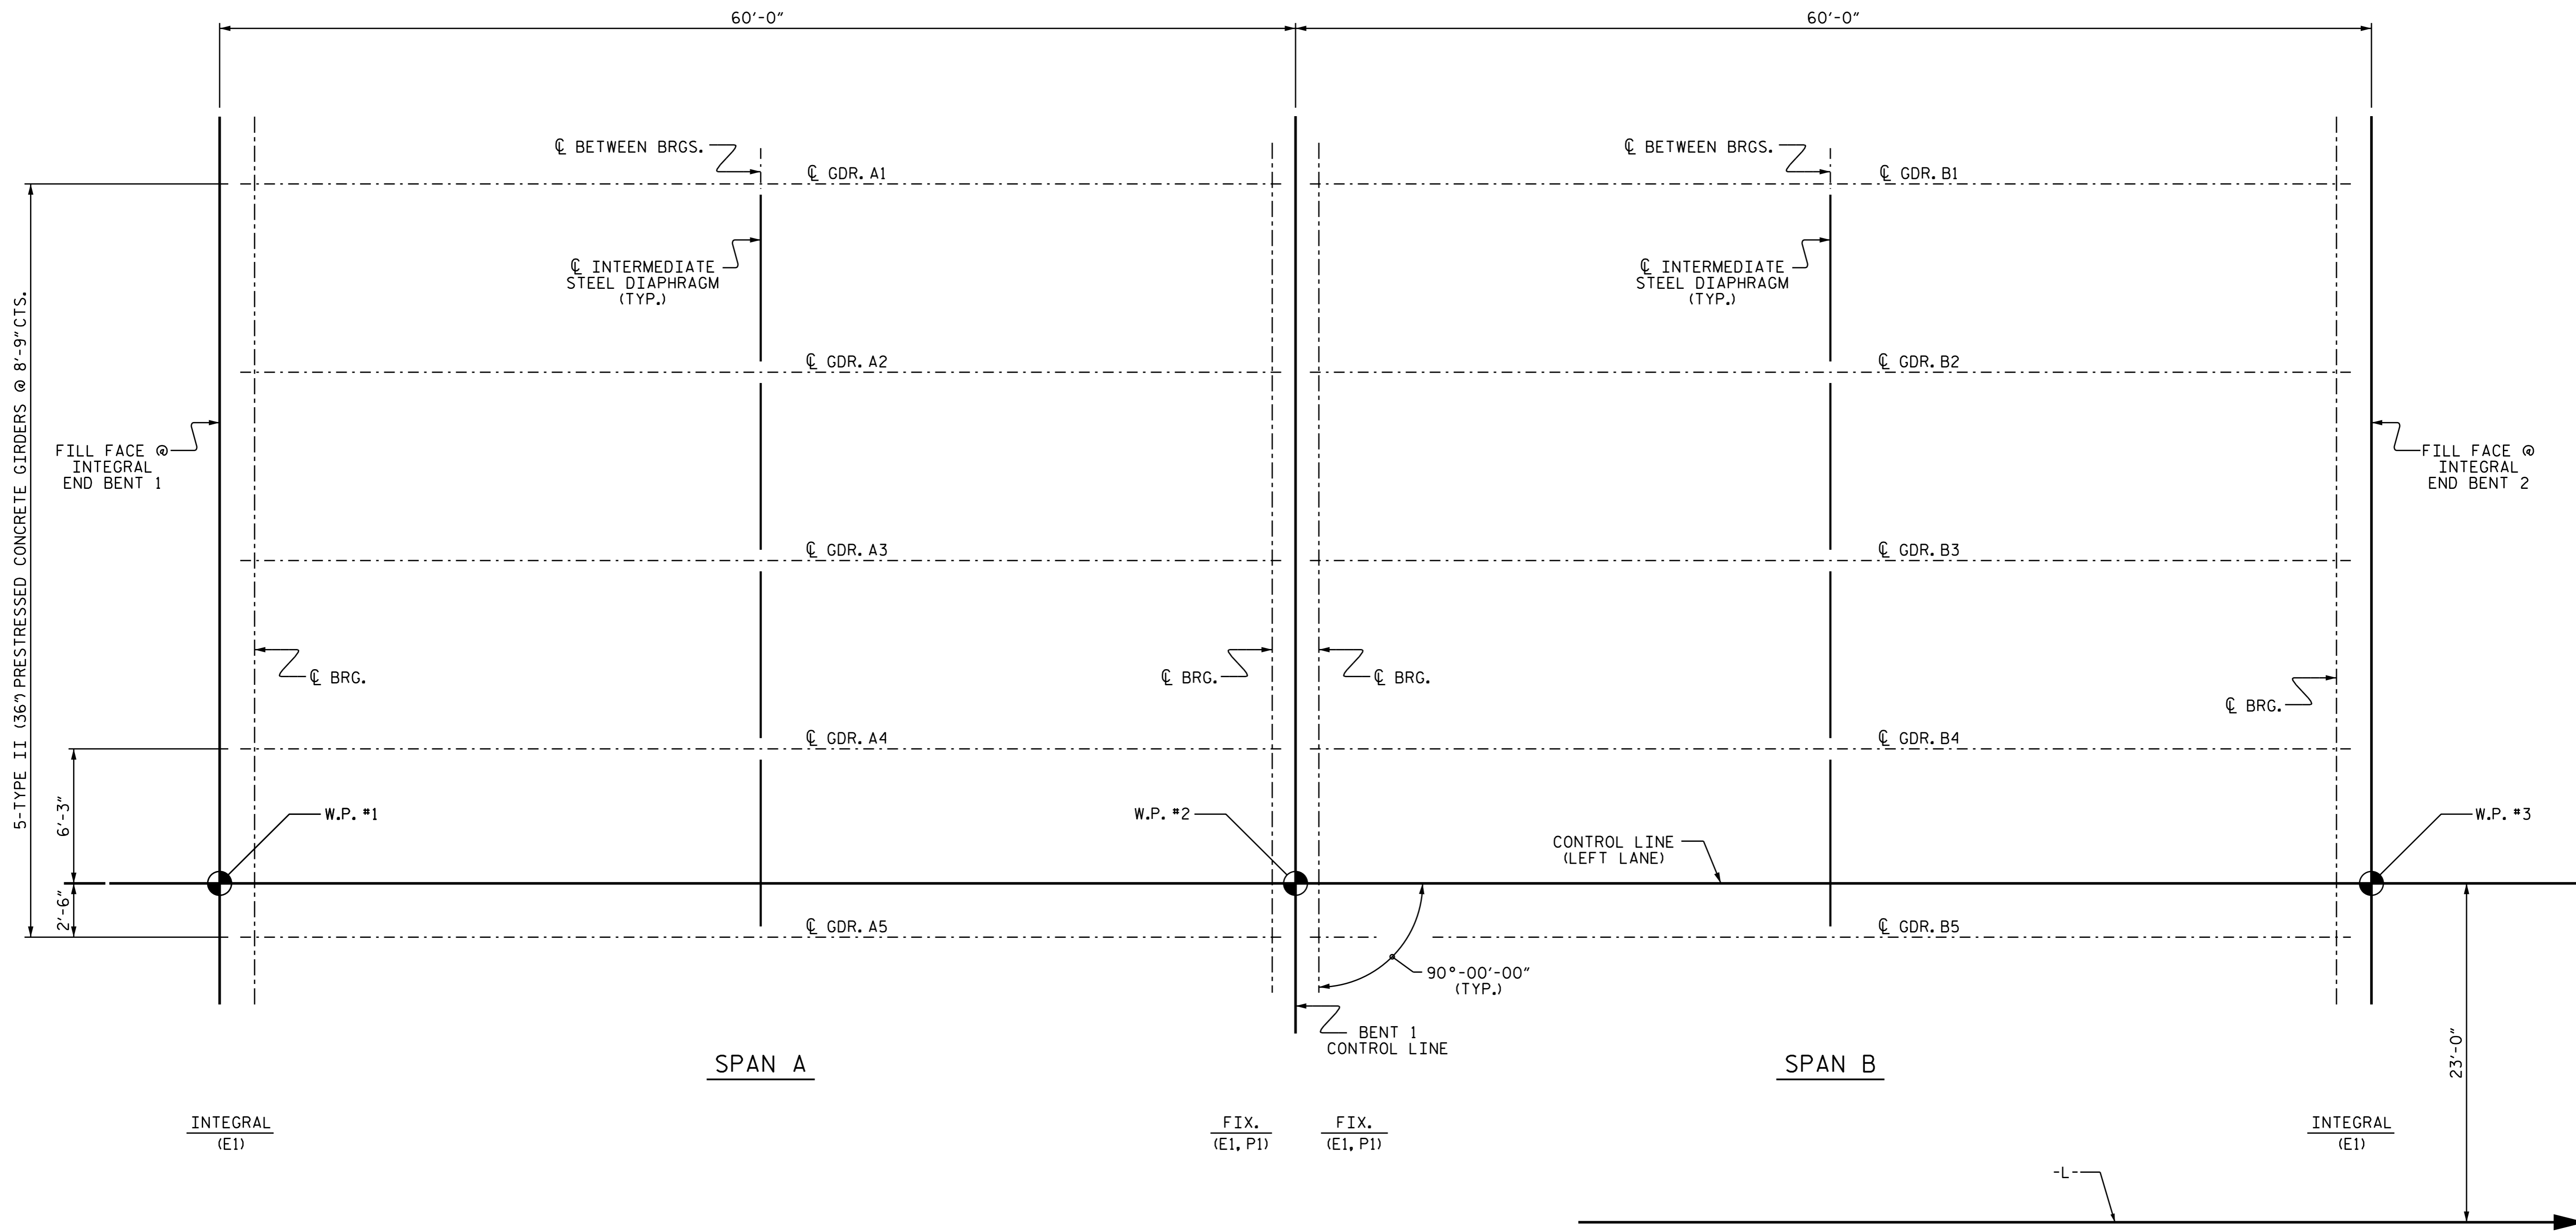 60'-0"
60'-0"
℄ BETWEEN BRGS.
℄ GDR. A1
℄ BETWEEN BRGS.
℄ GDR. B1
℄ INTERMEDIATE
STEEL DIAPHRAGM
(TYP.)
℄ INTERMEDIATE
STEEL DIAPHRAGM
(TYP.)
5-TYPE II (36") PRESTRESSED CONCRETE GIRDERS @ 8'-9" CTS.
℄ GDR. A2
℄ GDR. B2
FILL FACE @
INTEGRAL
END BENT 1
FILL FACE @
INTEGRAL
END BENT 2
℄ GDR. A3
℄ GDR. B3
℄ BRG.
℄ BRG.
℄ BRG.
℄ BRG.
℄ GDR. A4
℄ GDR. B4
6'-3"
W.P. #1
W.P. #2
CONTROL LINE
(LEFT LANE)
W.P. #3
2'-6"
℄ GDR. A5
℄ GDR. B5
90°-00'-00"
(TYP.)
BENT 1
CONTROL LINE
SPAN A
SPAN B
23'-0"
INTEGRAL
(E1)
FIX.
(E1, P1)
FIX.
(E1, P1)
INTEGRAL
(E1)
-L-